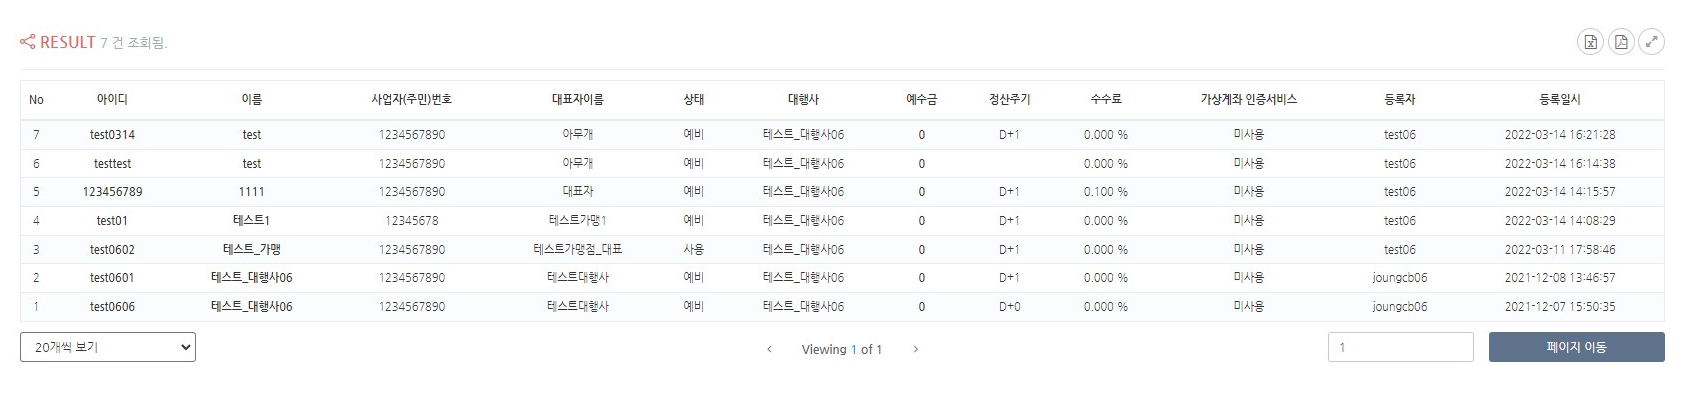 RESULT 7 건 조회됨.
No 아이디 이름 사업자(주민)번호 대표자이름 상태 대행사 예수금 정산주기 수수료 가상계좌 인증서비스 등록자 등록일시
7 test0314 test 1234567890 아무개 예비 테스트_대행사06 0 D+1 0.000 % 미사용 test06 2022-03-14 16:21:28
6 testtest test 1234567890 아무개 예비 테스트_대행사06 0 0.000 % 미사용 test06 2022-03-14 16:14:38
5 123456789 1111 1234567890 대표자 예비 테스트_대행사06 0 D+1 0.100 % 미사용 test06 2022-03-14 14:15:57
4 test01 테스트1 12345678 테스트가맹1 예비 테스트_대행사06 0 D+1 0.000 % 미사용 test06 2022-03-14 14:08:29
3 test0602 테스트_가맹 1234567890 테스트가맹점_대표 사용 테스트_대행사06 0 D+1 0.000 % 미사용 test06 2022-03-11 17:58:46
2 test0601 테스트_대행사06 1234567890 테스트대행사 예비 테스트_대행사06 0 D+1 0.000 % 미사용 joungcb06 2021-12-08 13:46:57
1 test0606 테스트_대행사06 1234567890 테스트대행사 예비 테스트_대행사06 0 D+0 0.000 % 미사용 joungcb06 2021-12-07 15:50:35
20개씩 보기 ‹ Viewing 1 of 1 › 1 페이지 이동